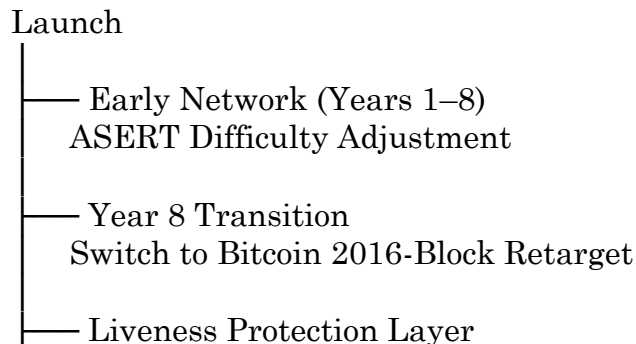 Launch
Early Network (Years 1–8)
ASERT Difficulty Adjustment
Year 8 Transition
Switch to Bitcoin 2016-Block Retarget
Liveness Protection Layer